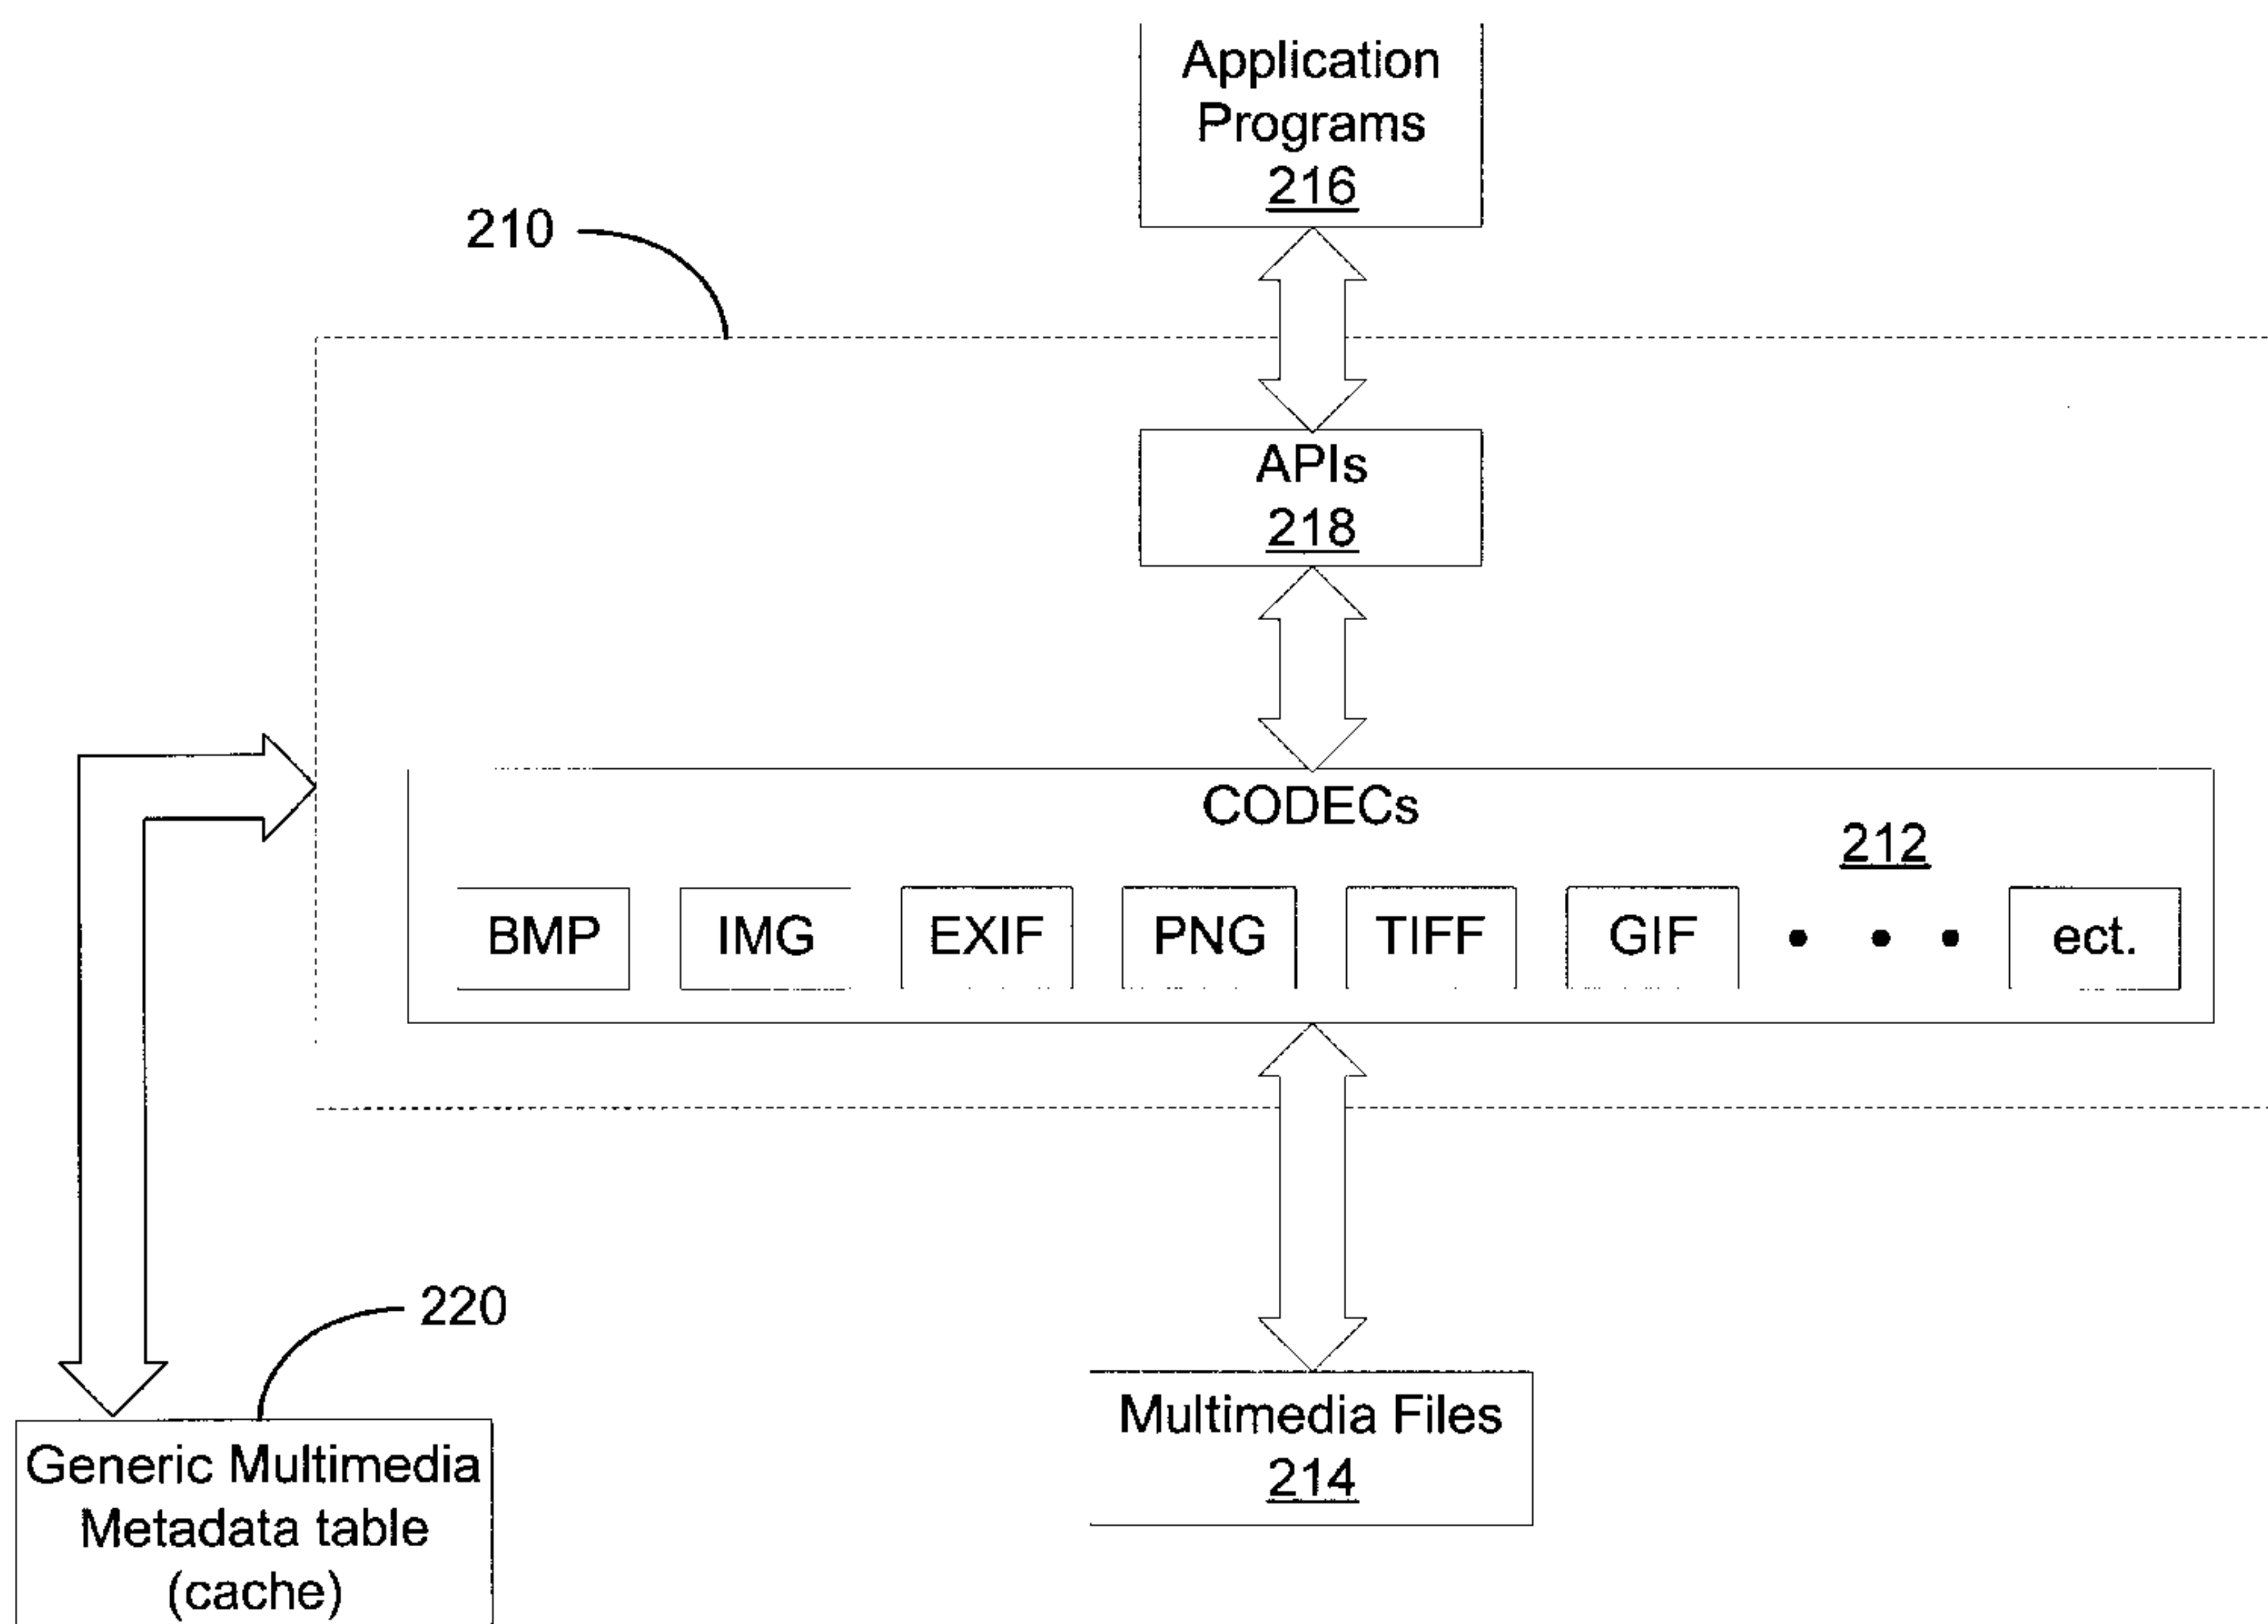 Application
Programs
216
210
APIs
218
CODECs
212
BMP
IMG
EXIF
PNG
TIFF
GIF
• • •
ect.
220
Generic Multimedia
Metadata table
(cache)
Multimedia Files
214